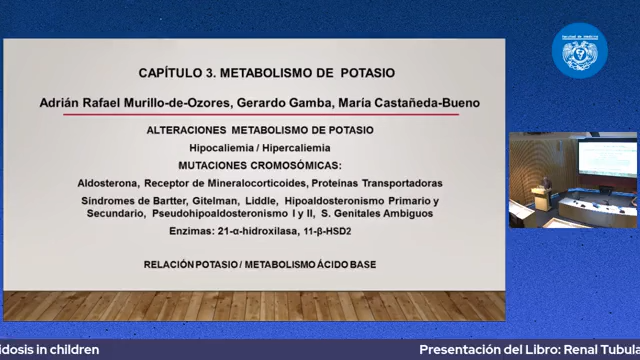 facultad de medicina
CAPÍTULO 3. METABOLISMO DE POTASIO
Adrián Rafael Murillo-de-Ozores, Gerardo Gamba, María Castañeda-Bueno
ALTERACIONES METABOLISMO DE POTASIO
Hipocaliemia / Hipercaliemia
MUTACIONES CROMOSÓMICAS:
Aldosterona, Receptor de Mineralocorticoides, Proteínas Transportadoras
Síndromes de Bartter, Gitelman, Liddle, Hipoaldosteronismo Primario y
Secundario, Pseudohipoaldosteronismo I y II, S. Genitales Ambiguos
Enzimas: 21-α-hidroxilasa, 11-β-HSD2
RELACIÓN POTASIO / METABOLISMO ÁCIDO BASE
idosis in children
Presentación del Libro: Renal Tubula